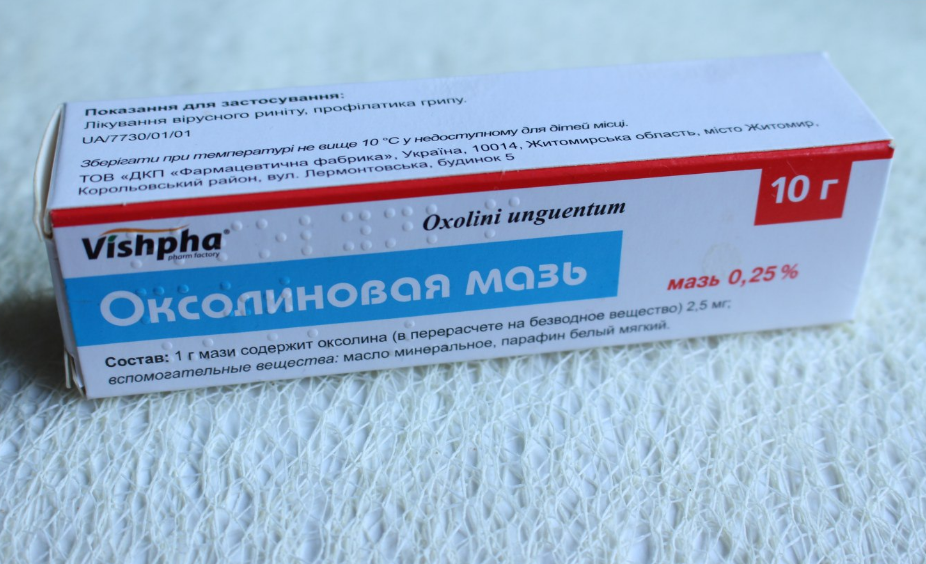 Показання для застосування:
Лікування вірусного риніту, профілатика грипу.
UA/7730/01/01
Зберігати при температурі не вище 10 °С у недоступному для дітей місці.
ТОВ «ДКП «Фармацевтична фабрика», Україна, 10014, Житомирська область, місто Житомир,
Корольовський район, вул. Лермонтовська, будинок 5
10 г
Vishpha®
pharm factory
Oxolini unguentum
Оксолиновая мазь
мазь 0,25%
Состав: 1 г мази содержит оксолина (в перерасчете на безводное вещество) 2,5 мг;
вспомогательные вещества: масло минеральное, парафин белый мягкий.